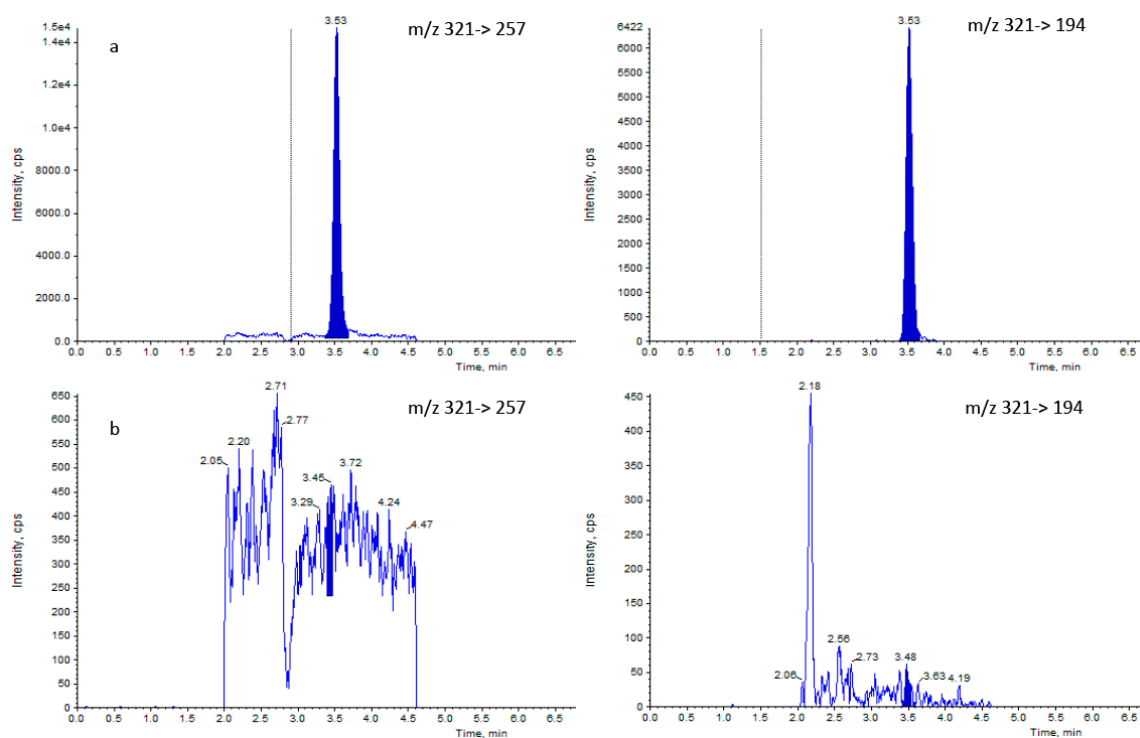 a
m/z 321-> 257
3.53
1.5e4
1.4e4
1.2e4
1.0e4
8000.0
6000.0
4000.0
2000.0
0.0
Intensity, cps
0.0 0.5 1.0 1.5 2.0 2.5 3.0 3.5 4.0 4.5 5.0 5.5 6.0 6.5
Time, min
m/z 321-> 194
3.53
6422
6000
5500
5000
4500
4000
3500
3000
2500
2000
1500
1000
500
0
Intensity, cps
0.0 0.5 1.0 1.5 2.0 2.5 3.0 3.5 4.0 4.5 5.0 5.5 6.0 6.5
Time, min
b
m/z 321-> 257
2.71
2.77
2.20
2.05
3.45
3.72
3.29
4.24
4.47
650
600
550
500
450
400
350
300
250
200
150
100
50
0
Intensity, cps
0.0 0.5 1.0 1.5 2.0 2.5 3.0 3.5 4.0 4.5 5.0 5.5 6.0 6.5
Time, min
m/z 321-> 194
2.18
2.56
2.73
2.06
3.48
3.63
4.19
450
400
350
300
250
200
150
100
50
0
Intensity, cps
0.0 0.5 1.0 1.5 2.0 2.5 3.0 3.5 4.0 4.5 5.0 5.5 6.0 6.5
Time, min